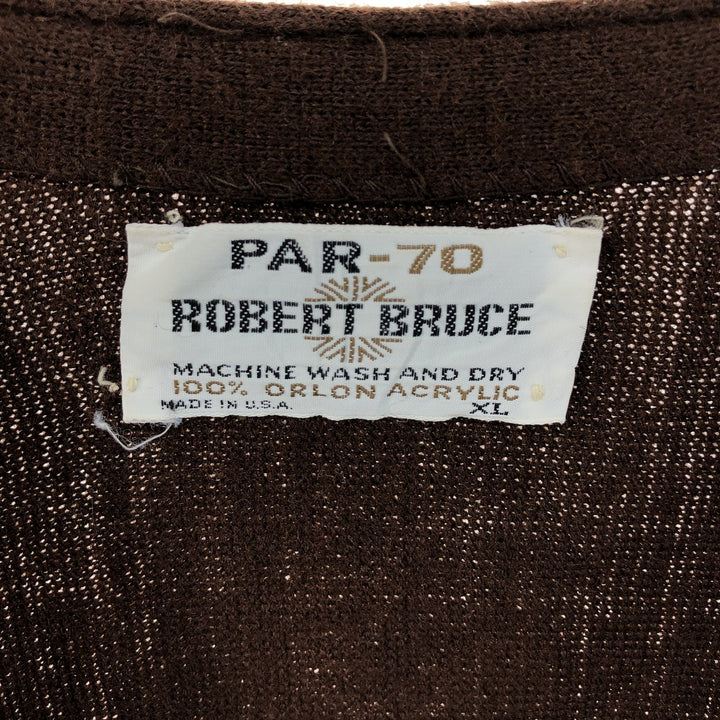 PAR-70
ROBERT BRUCE
MACHINE WASH AND DRY
100% ORLON ACRYLIC
MADE IN U.S.A. XL